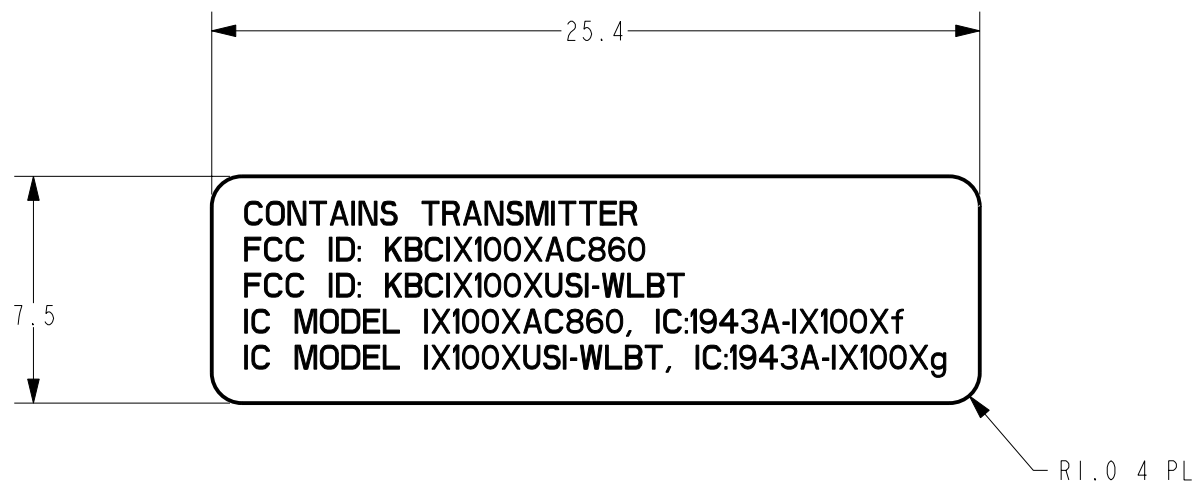 25.4
CONTAINS TRANSMITTER
FCC ID: KBCIX100XAC860
FCC ID: KBCIX100XUSI-WLBT
IC MODEL IX100XAC860, IC:1943A-IX100Xf
7.5
IC MODEL IX100XUSI-WLBT, IC:1943A-IX100Xg
R1.0 4 PL